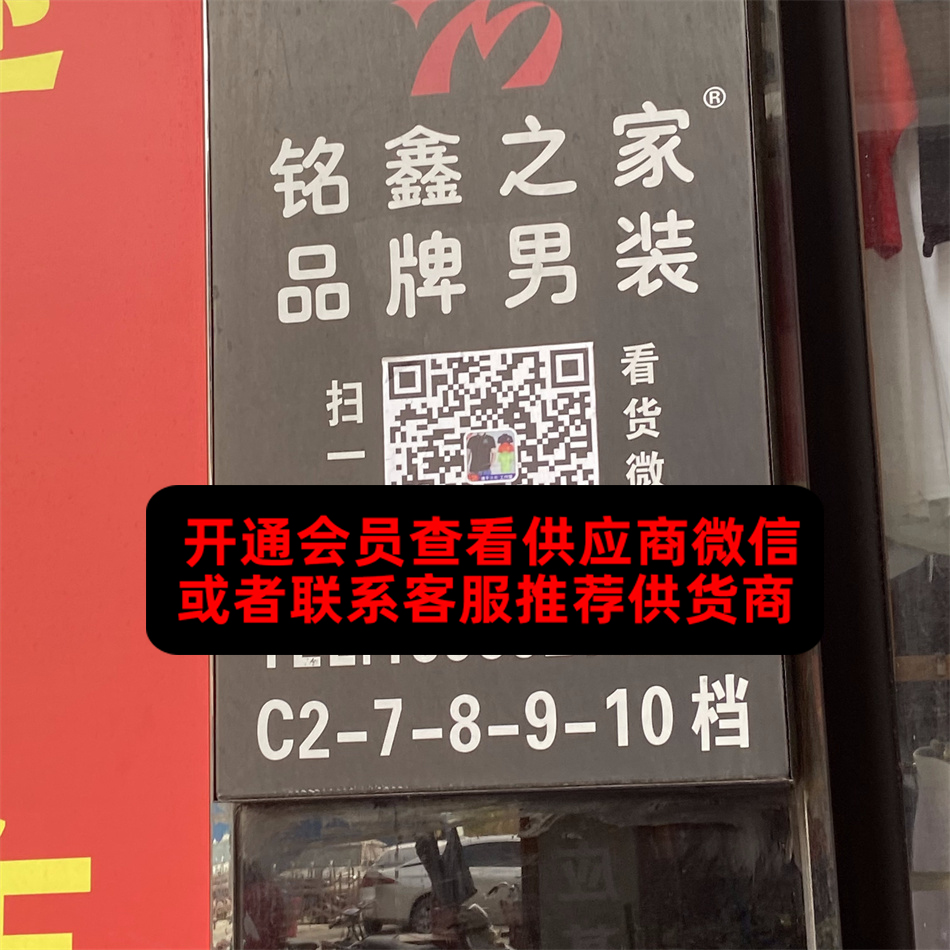 ®
铭鑫之家
品牌男装
扫一
看货微
开通会员查看供应商微信
或者联系客服推荐供货商
C2-7-8-9-10档